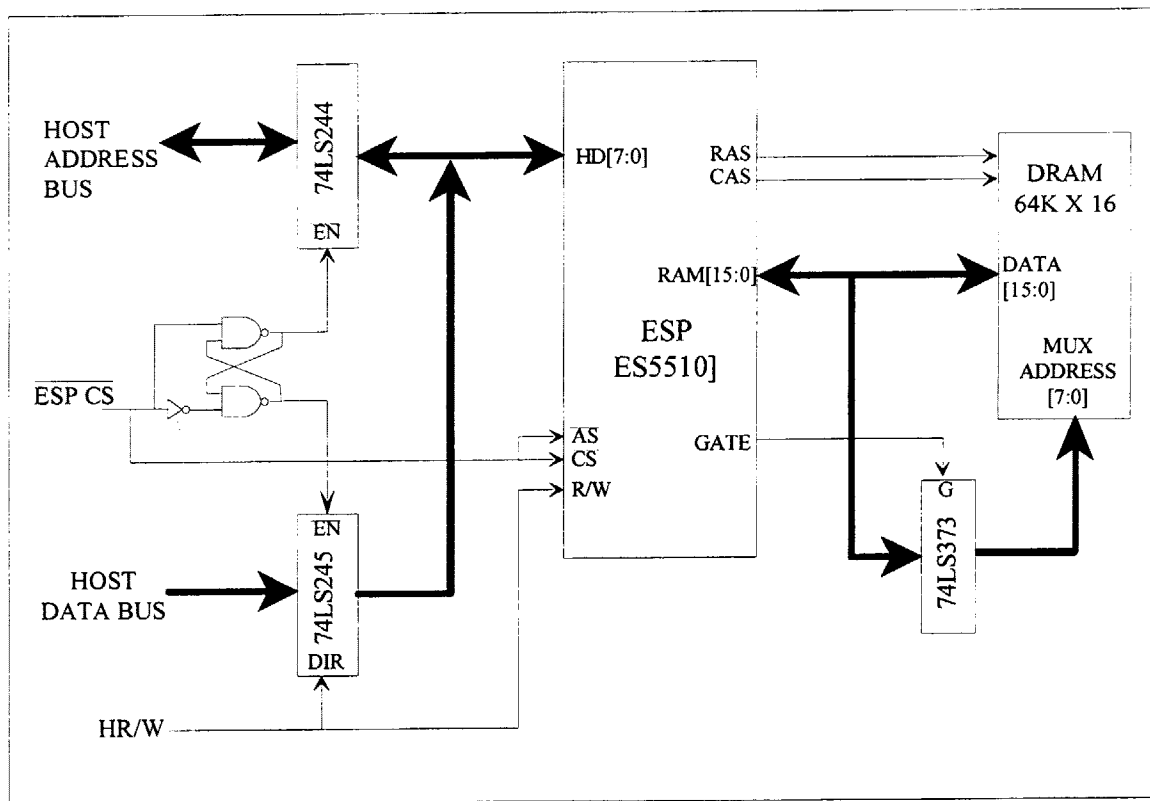 HOST
ADDRESS
BUS
74LS244
EN
HD[7:0]
RAS
CAS
DRAM
64K X 16
RAM[15:0]
DATA
[15:0]
ESP
ES5510]
MUX
ADDRESS
[7:0]
ESP CS
AS
CS
R/W
GATE
G
74LS373
EN
74LS245
DIR
HOST
DATA BUS
HR/W